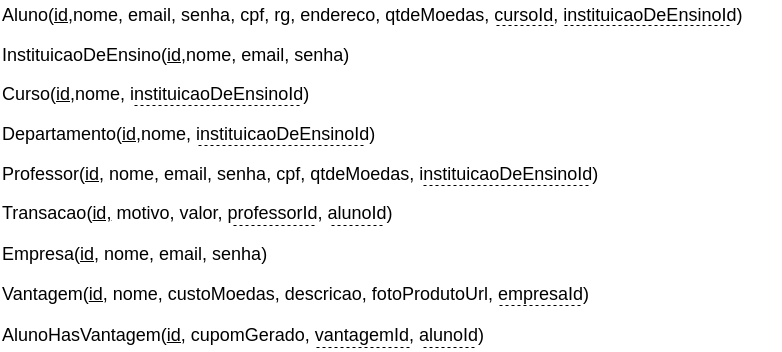 Aluno(id,nome, email, senha, cpf, rg, endereco, qtdeMoedas, cursoId, instituicaoDeEnsinoId)
InstituicaoDeEnsino(id,nome, email, senha)
Curso(id,nome, instituicaoDeEnsinoId)
Departamento(id,nome, instituicaoDeEnsinoId)
Professor(id, nome, email, senha, cpf, qtdeMoedas, instituicaoDeEnsinoId)
Transacao(id, motivo, valor, professorId, alunoId)
Empresa(id, nome, email, senha)
Vantagem(id, nome, custoMoedas, descricao, fotoProdutoUrl, empresaId)
AlunoHasVantagem(id, cupomGerado, vantagemId, alunoId)